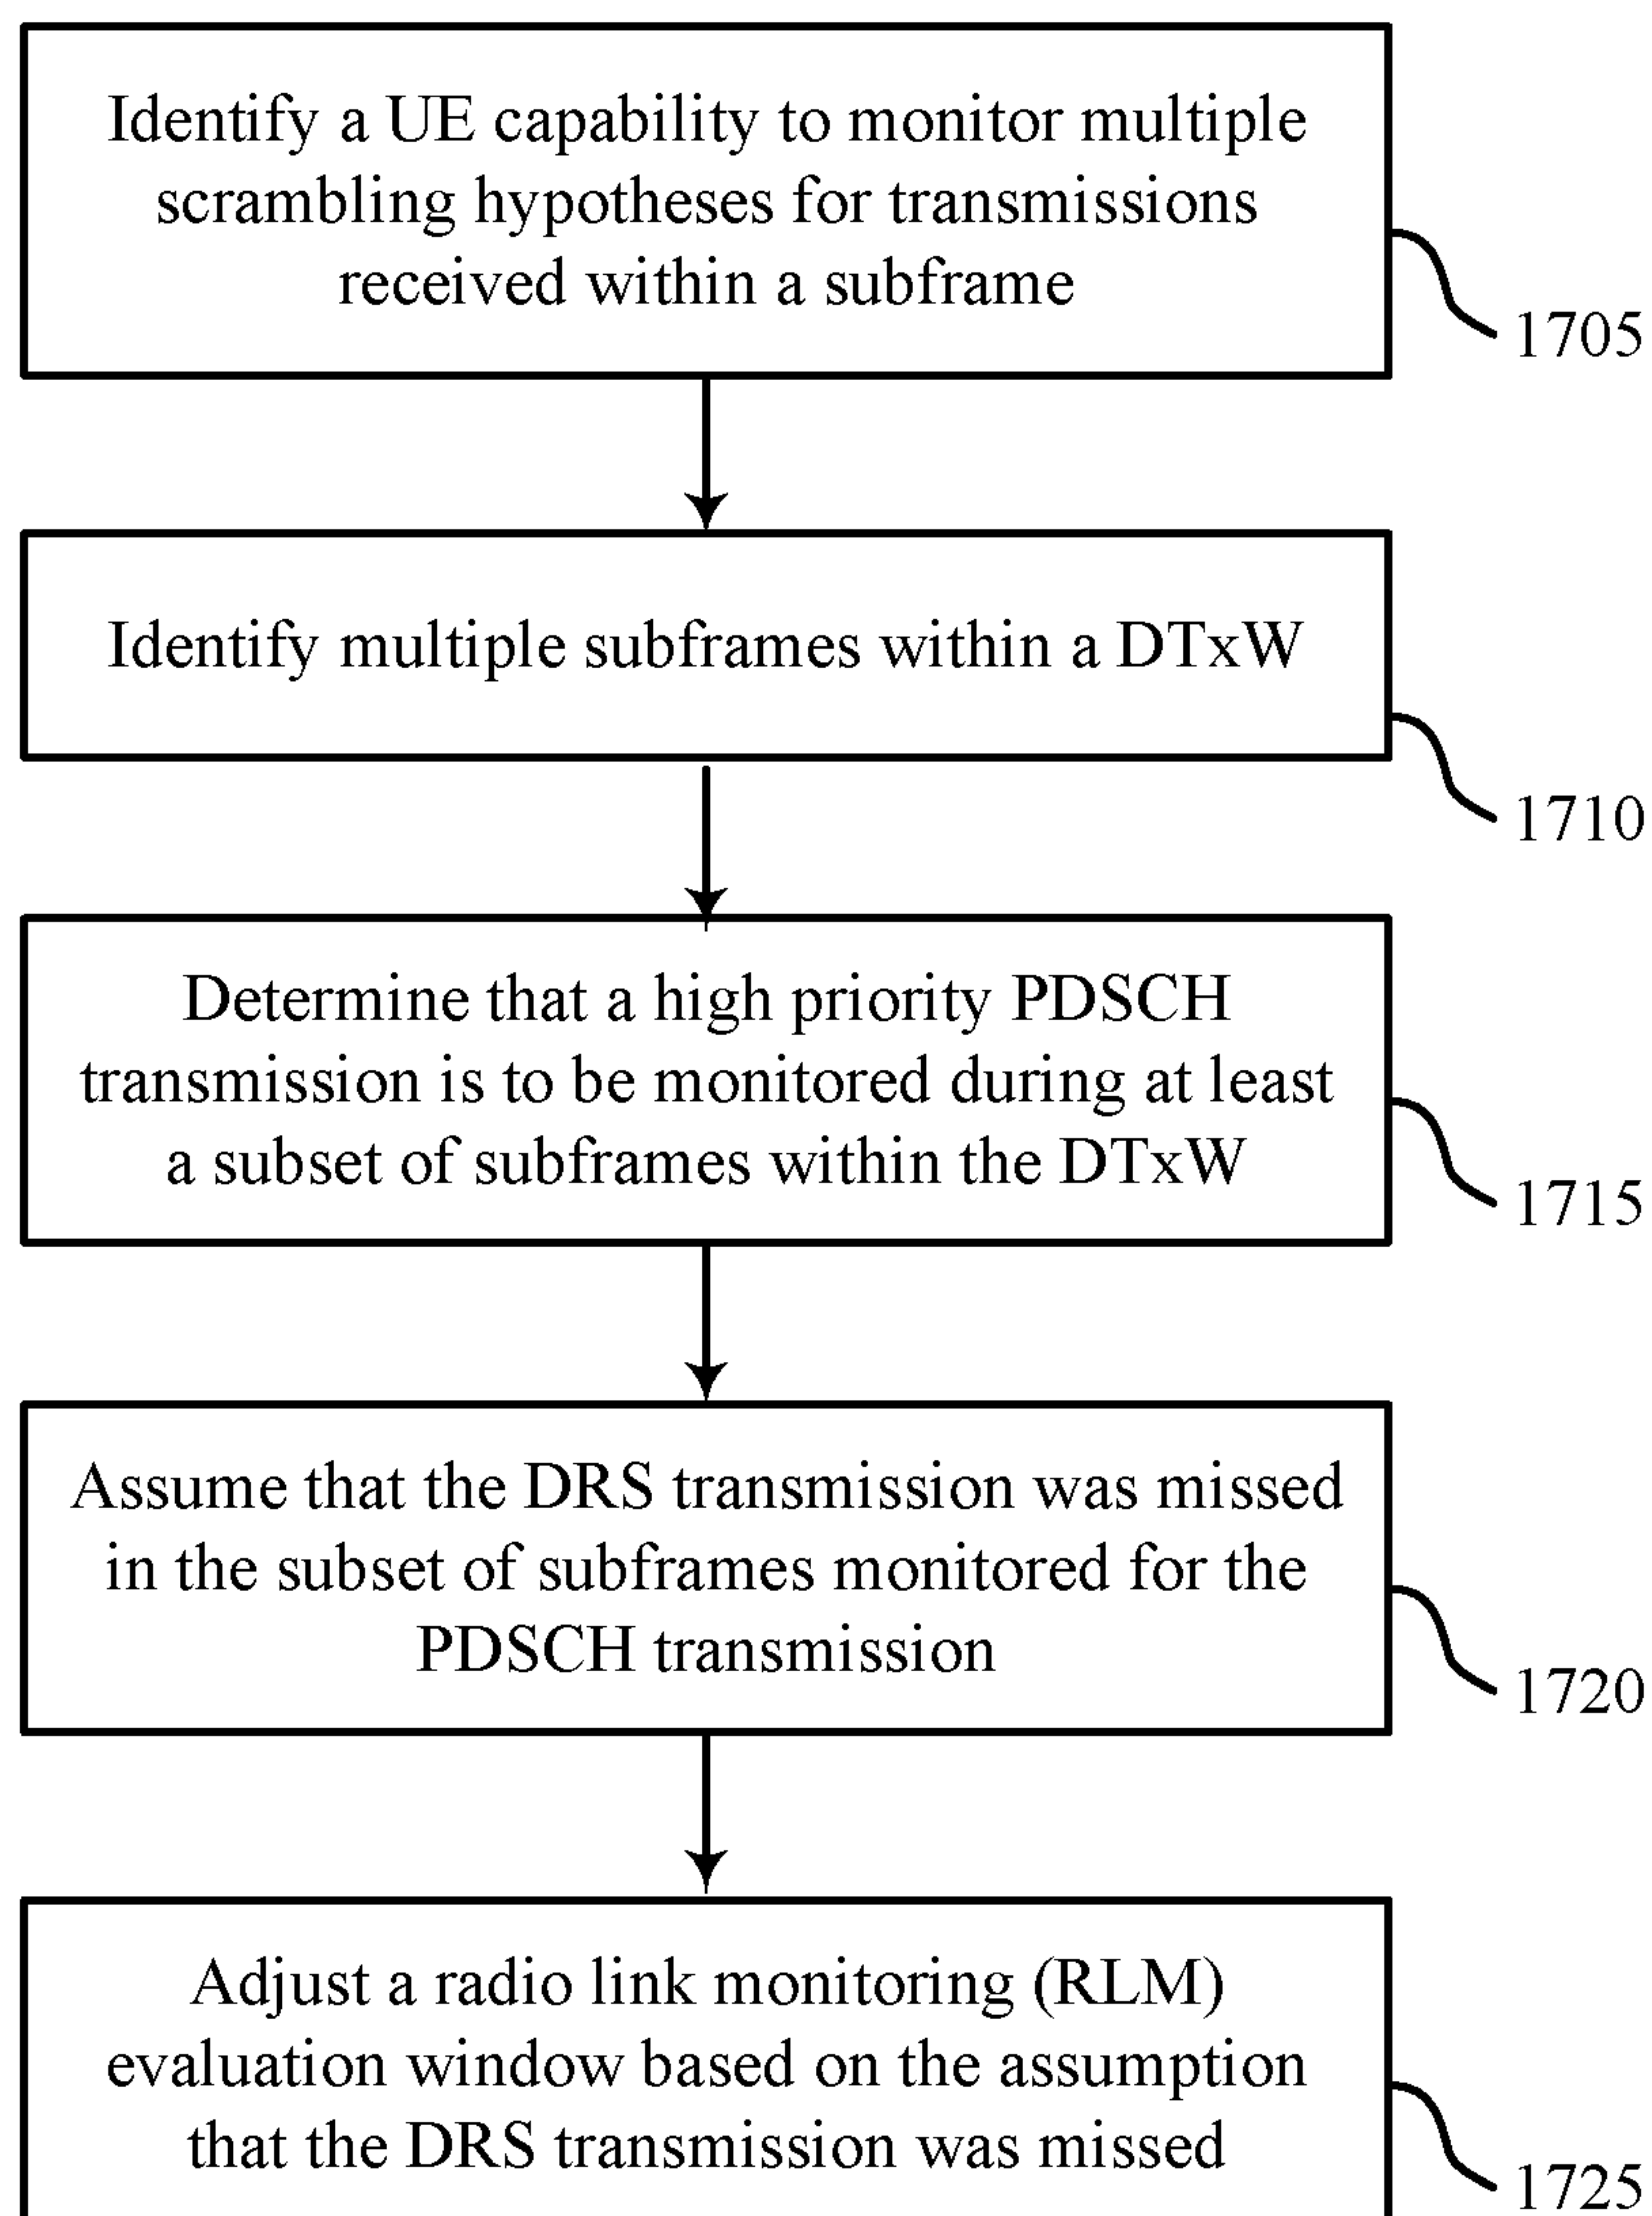 Identify a UE capability to monitor multiple
scrambling hypotheses for transmissions
received within a subframe
1705
Identify multiple subframes within a DTxW
1710
Determine that a high priority PDSCH
transmission is to be monitored during at least
a subset of subframes within the DTxW
1715
Assume that the DRS transmission was missed
in the subset of subframes monitored for the
PDSCH transmission
1720
Adjust a radio link monitoring (RLM)
evaluation window based on the assumption
that the DRS transmission was missed
1725